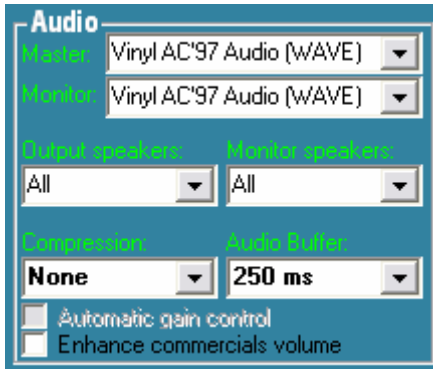 Audio
Master: Vinyl AC'97 Audio (WAVE)
Monitor: Vinyl AC'97 Audio (WAVE)
Output speakers: Monitor speakers:
All All
Compression: Audio Buffer:
None 250 ms
Automatic gain control
Enhance commercials volume